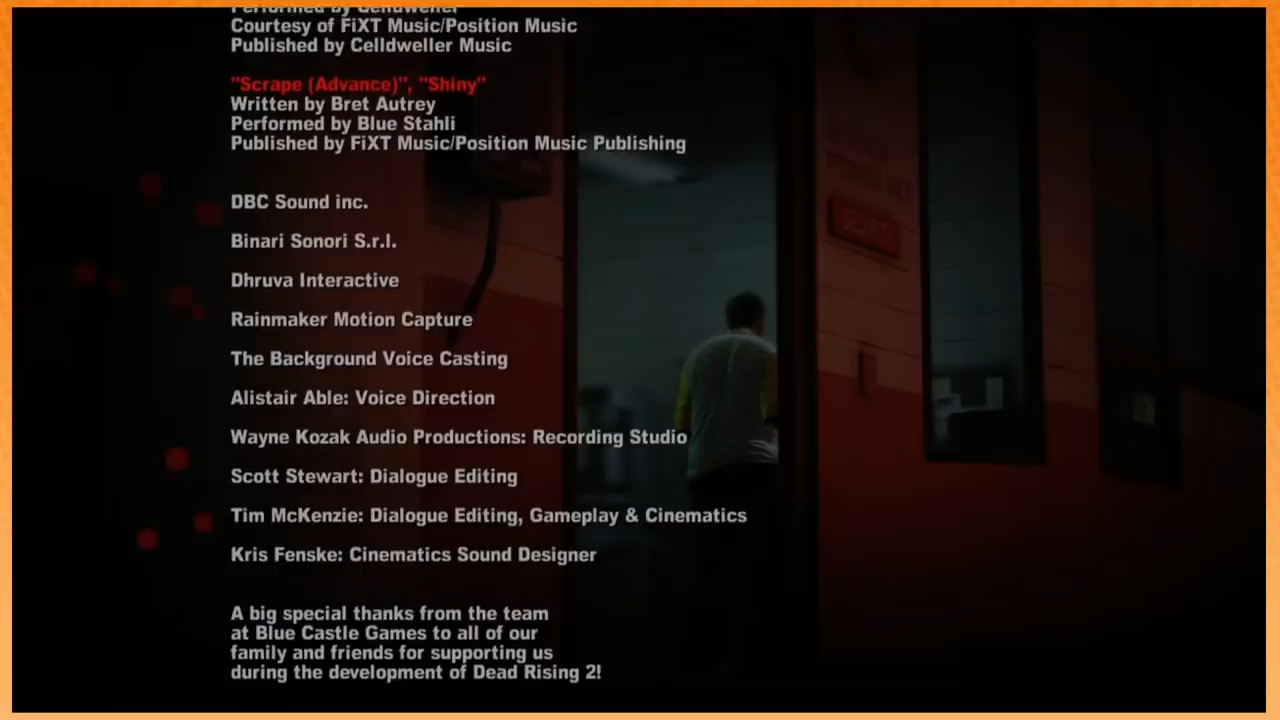 Performed by Celldweller
Courtesy of FiXT Music/Position Music
Published by Celldweller Music
"Scrape (Advance)", "Shiny"
Written by Bret Autrey
Performed by Blue Stahli
Published by FiXT Music/Position Music Publishing
DBC Sound inc.
Binari Sonori S.r.l.
Dhruva Interactive
Rainmaker Motion Capture
The Background Voice Casting
Alistair Able: Voice Direction
Wayne Kozak Audio Productions: Recording Studio
Scott Stewart: Dialogue Editing
Tim McKenzie: Dialogue Editing, Gameplay & Cinematics
Kris Fenske: Cinematics Sound Designer
A big special thanks from the team
at Blue Castle Games to all of our
family and friends for supporting us
during the development of Dead Rising 2!